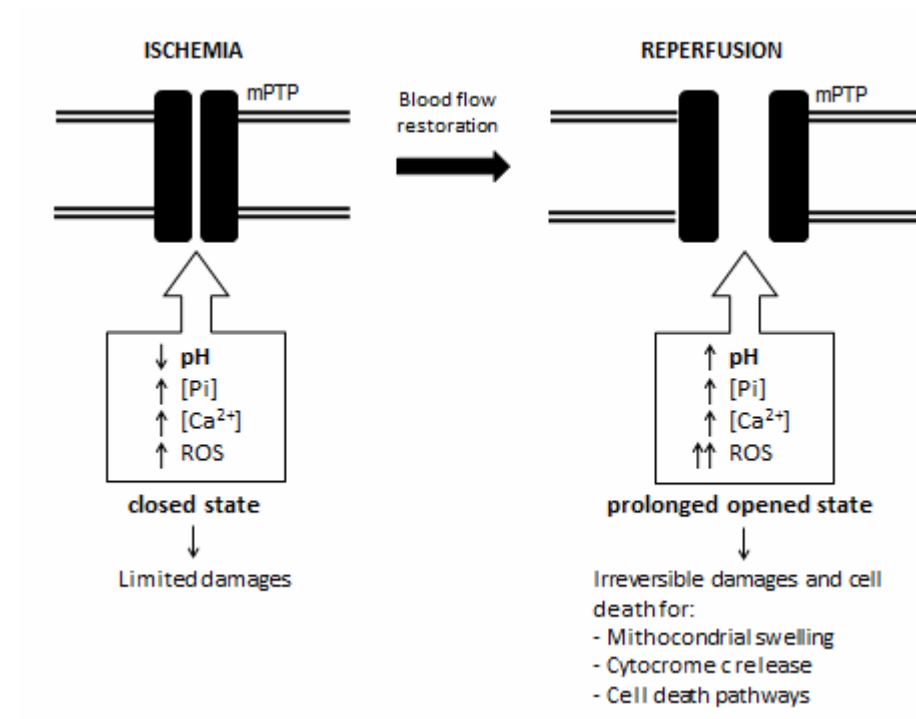 ISCHEMIA
mPTP
↓ pH
↑ [Pi]
↑ [Ca²⁺]
↑ ROS
closed state
Limited damages
Blood flow
restoration
REPERFUSION
mPTP
↑ pH
↑ [Pi]
↑ [Ca²⁺]
↑↑ ROS
prolonged opened state
Irreversible damages and cell
death for:
- Mithocondrial swelling
- Cytocrome c release
- Cell death pathways